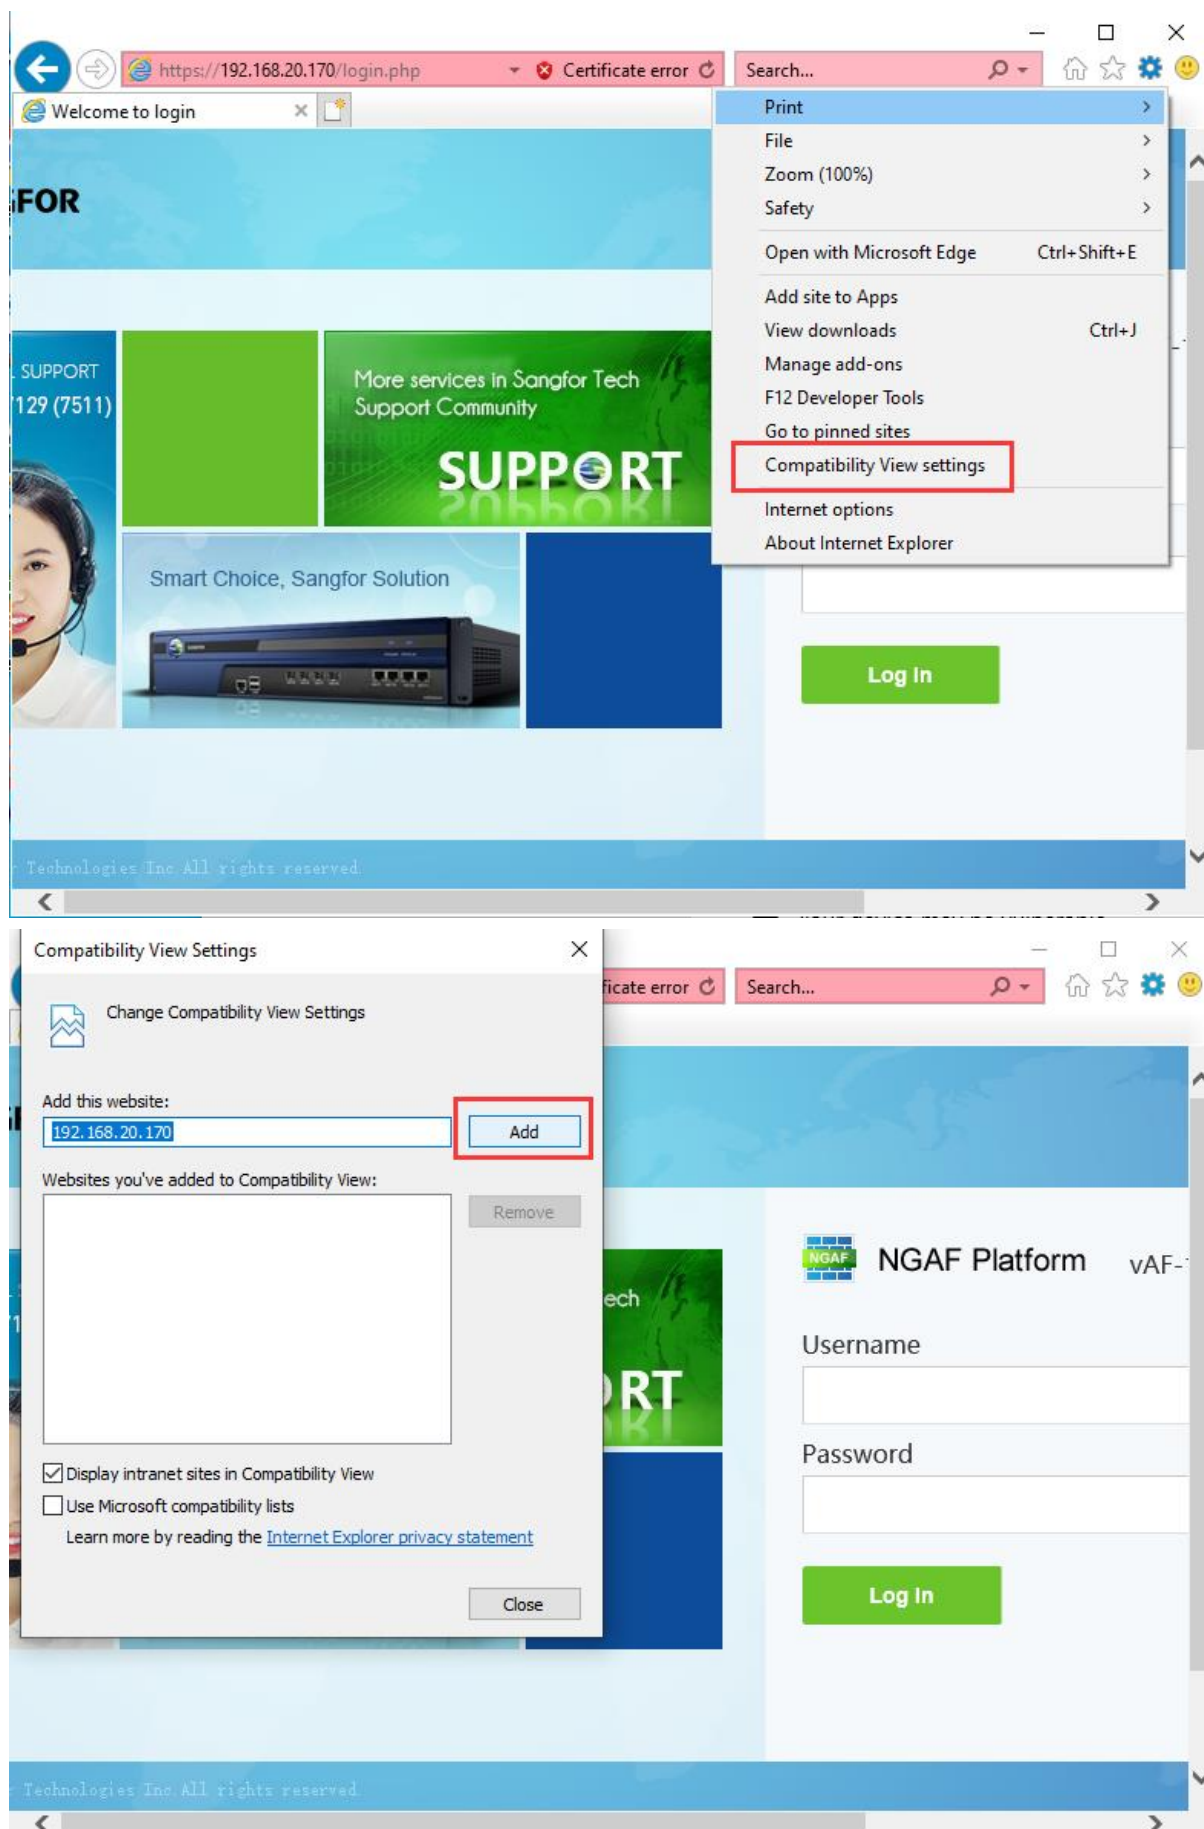 https://192.168.20.170/login.php Certificate error Search...
Welcome to login
Print
File
Zoom (100%)
Safety
Open with Microsoft Edge Ctrl+Shift+E
Add site to Apps
View downloads Ctrl+J
Manage add-ons
F12 Developer Tools
Go to pinned sites
Compatibility View settings
Internet options
About Internet Explorer
FOR
SUPPORT
129 (7511)
More services in Sangfor Tech
Support Community
SUPPORT
Smart Choice, Sangfor Solution
Log In
Technologies Inc All rights reserved
Compatibility View Settings
ficate error Search...
Change Compatibility View Settings
Add this website:
192.168.20.170 Add
Websites you've added to Compatibility View:
Remove
NGAF NGAF Platform vAF-
ech
RT
Username
Password
Display intranet sites in Compatibility View
Use Microsoft compatibility lists
Learn more by reading the Internet Explorer privacy statement
Close
Log In
Technologies Inc All rights reserved